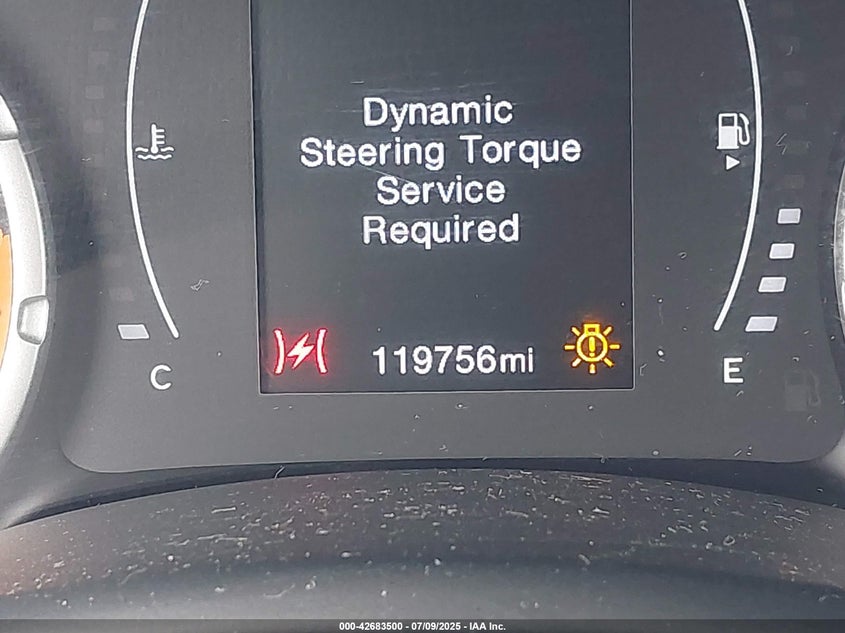 Dynamic
Steering Torque
Service
Required
119756mi
C
E
000-42683500 - 07/09/2025 - IAA Inc.